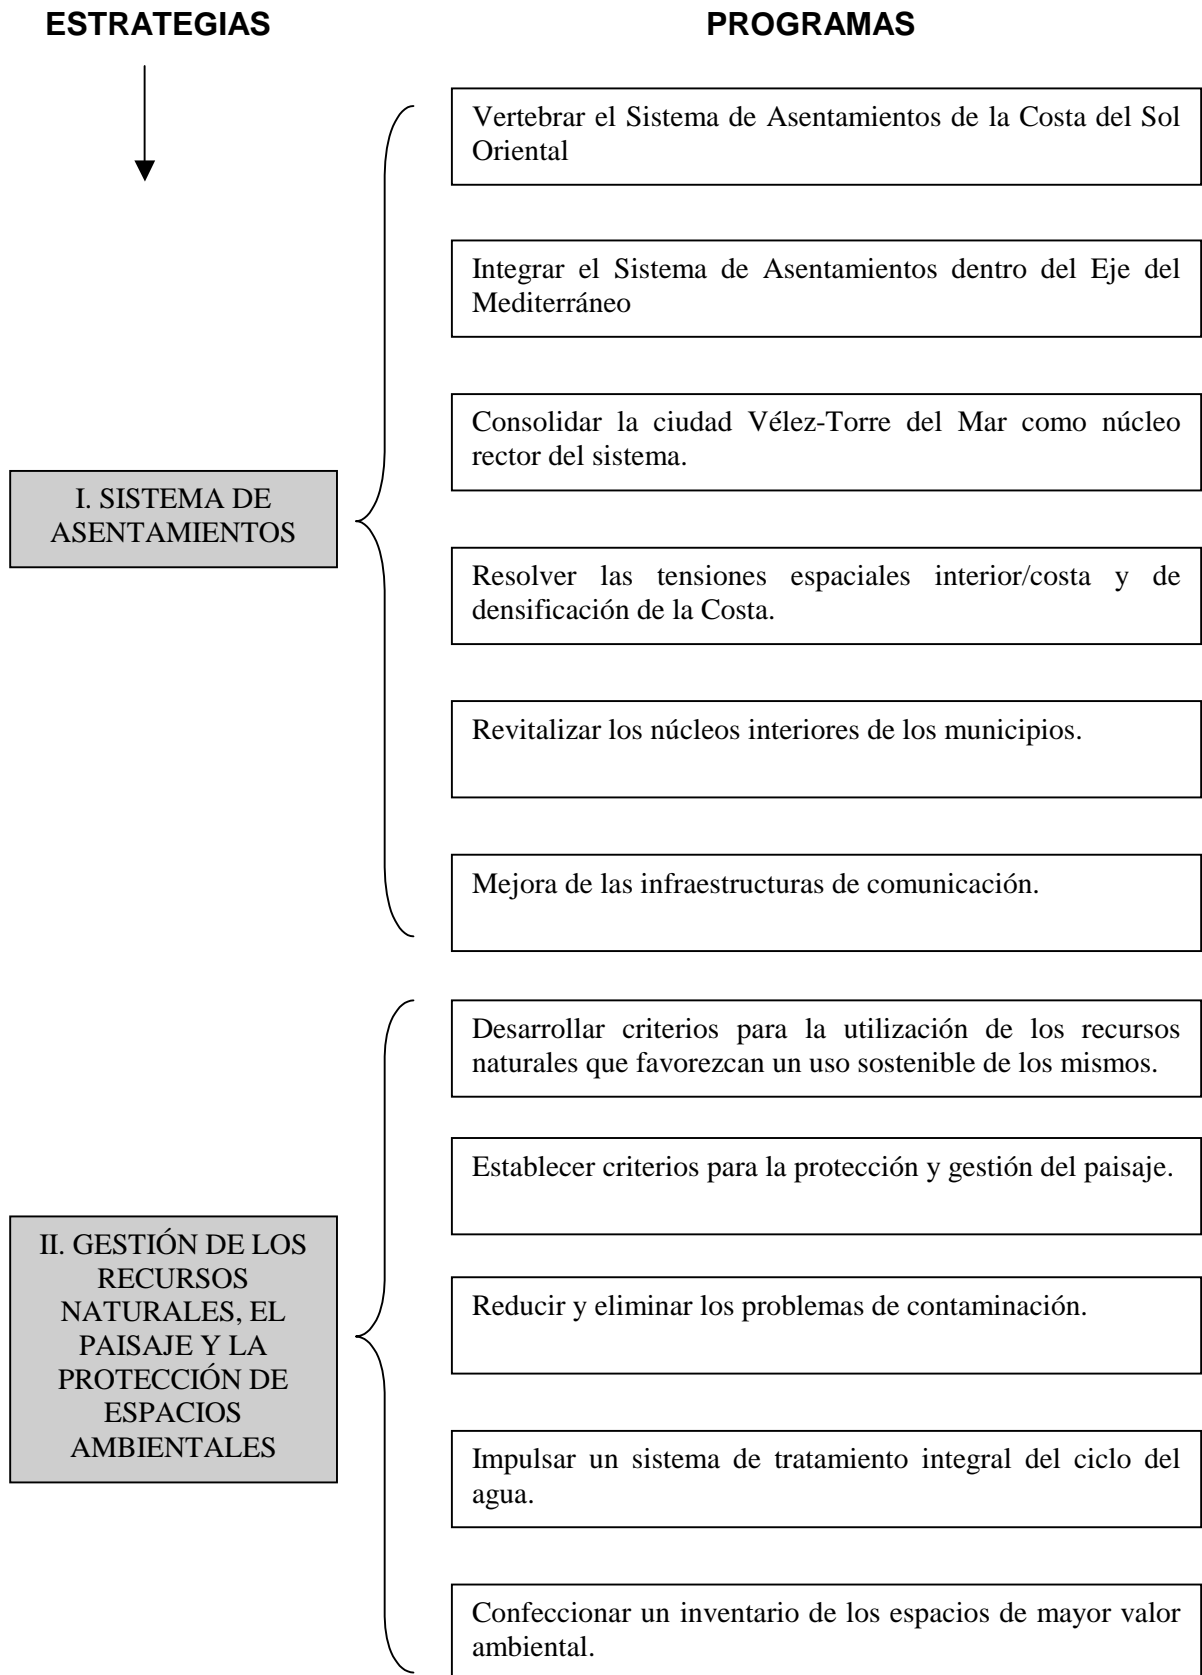 ESTRATEGIAS
PROGRAMAS
I. SISTEMA DE
ASENTAMIENTOS
Vertebrar el Sistema de Asentamientos de la Costa del Sol
Oriental
Integrar el Sistema de Asentamientos dentro del Eje del
Mediterráneo
Consolidar la ciudad Vélez-Torre del Mar como núcleo
rector del sistema.
Resolver las tensiones espaciales interior/costa y de
densificación de la Costa.
Revitalizar los núcleos interiores de los municipios.
Mejora de las infraestructuras de comunicación.
II. GESTIÓN DE LOS
RECURSOS
NATURALES, EL
PAISAJE Y LA
PROTECCIÓN DE
ESPACIOS
AMBIENTALES
Desarrollar criterios para la utilización de los recursos
naturales que favorezcan un uso sostenible de los mismos.
Establecer criterios para la protección y gestión del paisaje.
Reducir y eliminar los problemas de contaminación.
Impulsar un sistema de tratamiento integral del ciclo del
agua.
Confeccionar un inventario de los espacios de mayor valor
ambiental.